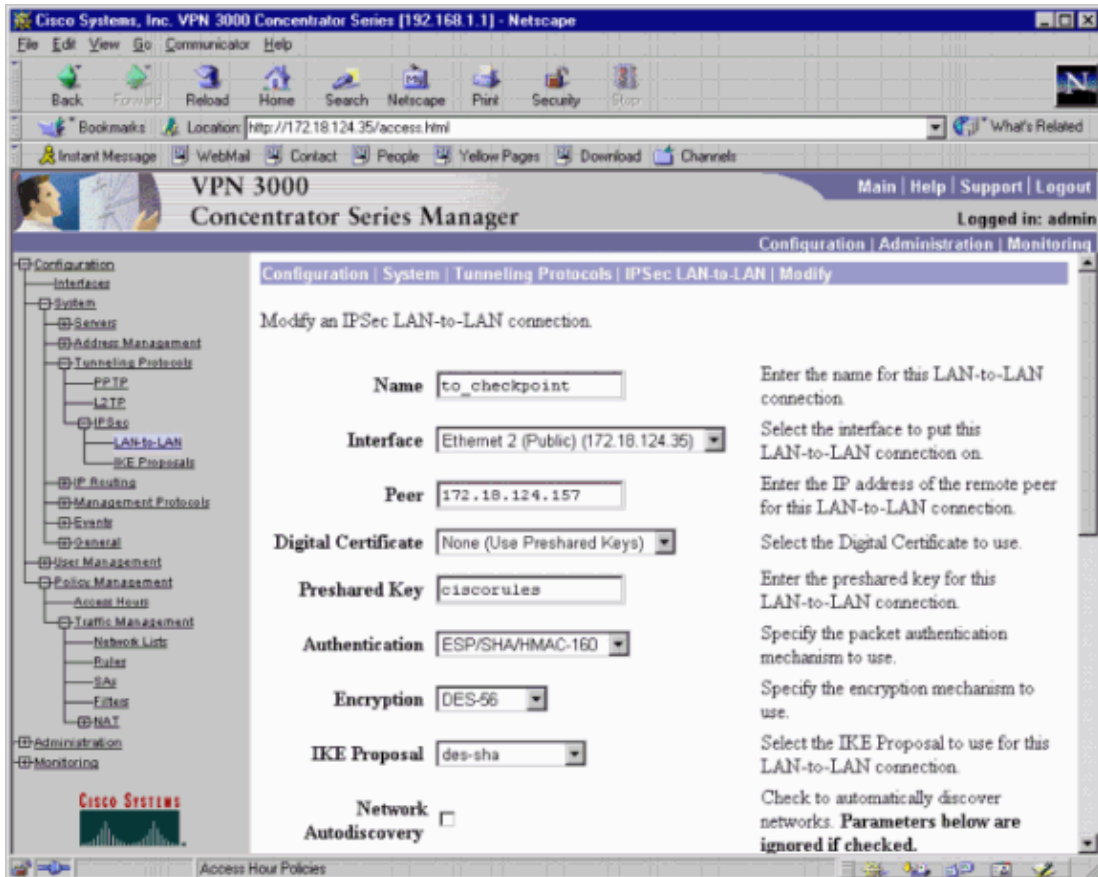 Cisco Systems, Inc. VPN 3000 Concentrator Series [192.168.1.1] - Netscape
File Edit View Go Communicator Help
Back Forward Reload Home Search Netscape Print Security Stop
Bookmarks Location: http://172.18.124.35/access.html What's Related
Instant Message WebMail Contact People Yellow Pages Download Channels
VPN 3000
Concentrator Series Manager
Main | Help | Support | Logout
Logged in: admin
Configuration | Administration | Monitoring
Configuration
Interfaces
System
Servers
Address Management
Tunneling Protocols
PPTP
L2TP
IPSec
LAN-to-LAN
IKE Proposals
IP Routing
Management Protocols
Events
General
User Management
Policy Management
Access Hours
Traffic Management
Network Lists
Rules
SAs
Filters
NAT
Administration
Monitoring
CISCO SYSTEMS
Configuration | System | Tunneling Protocols | IPSec LAN-to-LAN | Modify
Modify an IPSec LAN-to-LAN connection.
Name to_checkpoint Enter the name for this LAN-to-LAN
connection.
Interface Ethernet 2 (Public) (172.18.124.35) Select the interface to put this
LAN-to-LAN connection on.
Peer 172.18.124.157 Enter the IP address of the remote peer
for this LAN-to-LAN connection.
Digital Certificate None (Use Preshared Keys) Select the Digital Certificate to use.
Preshared Key ciscorules Enter the preshared key for this
LAN-to-LAN connection.
Authentication ESP/SHA/HMAC-160 Specify the packet authentication
mechanism to use.
Encryption DES-56 Specify the encryption mechanism to
use.
IKE Proposal des-sha Select the IKE Proposal to use for this
LAN-to-LAN connection.
Network
Autodiscovery
Check to automatically discover
networks. Parameters below are
ignored if checked.
Access Hour Policies